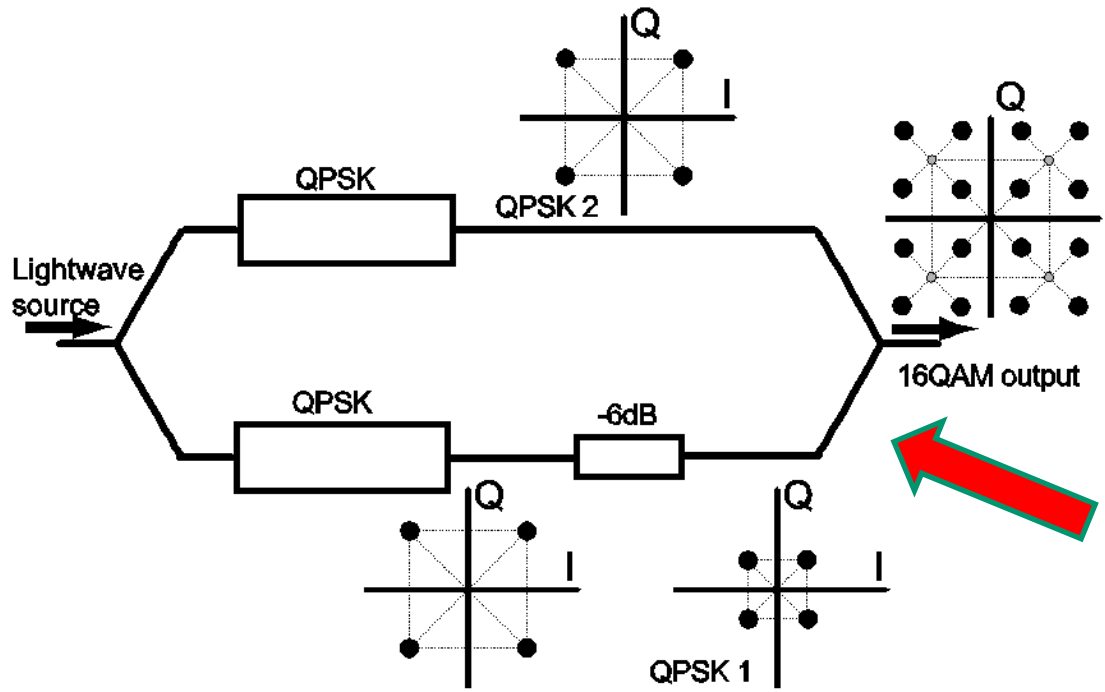 Q
I
Q
QPSK
QPSK 2
Lightwave
source
16QAM output
QPSK
-6dB
Q
I
Q
I
QPSK 1